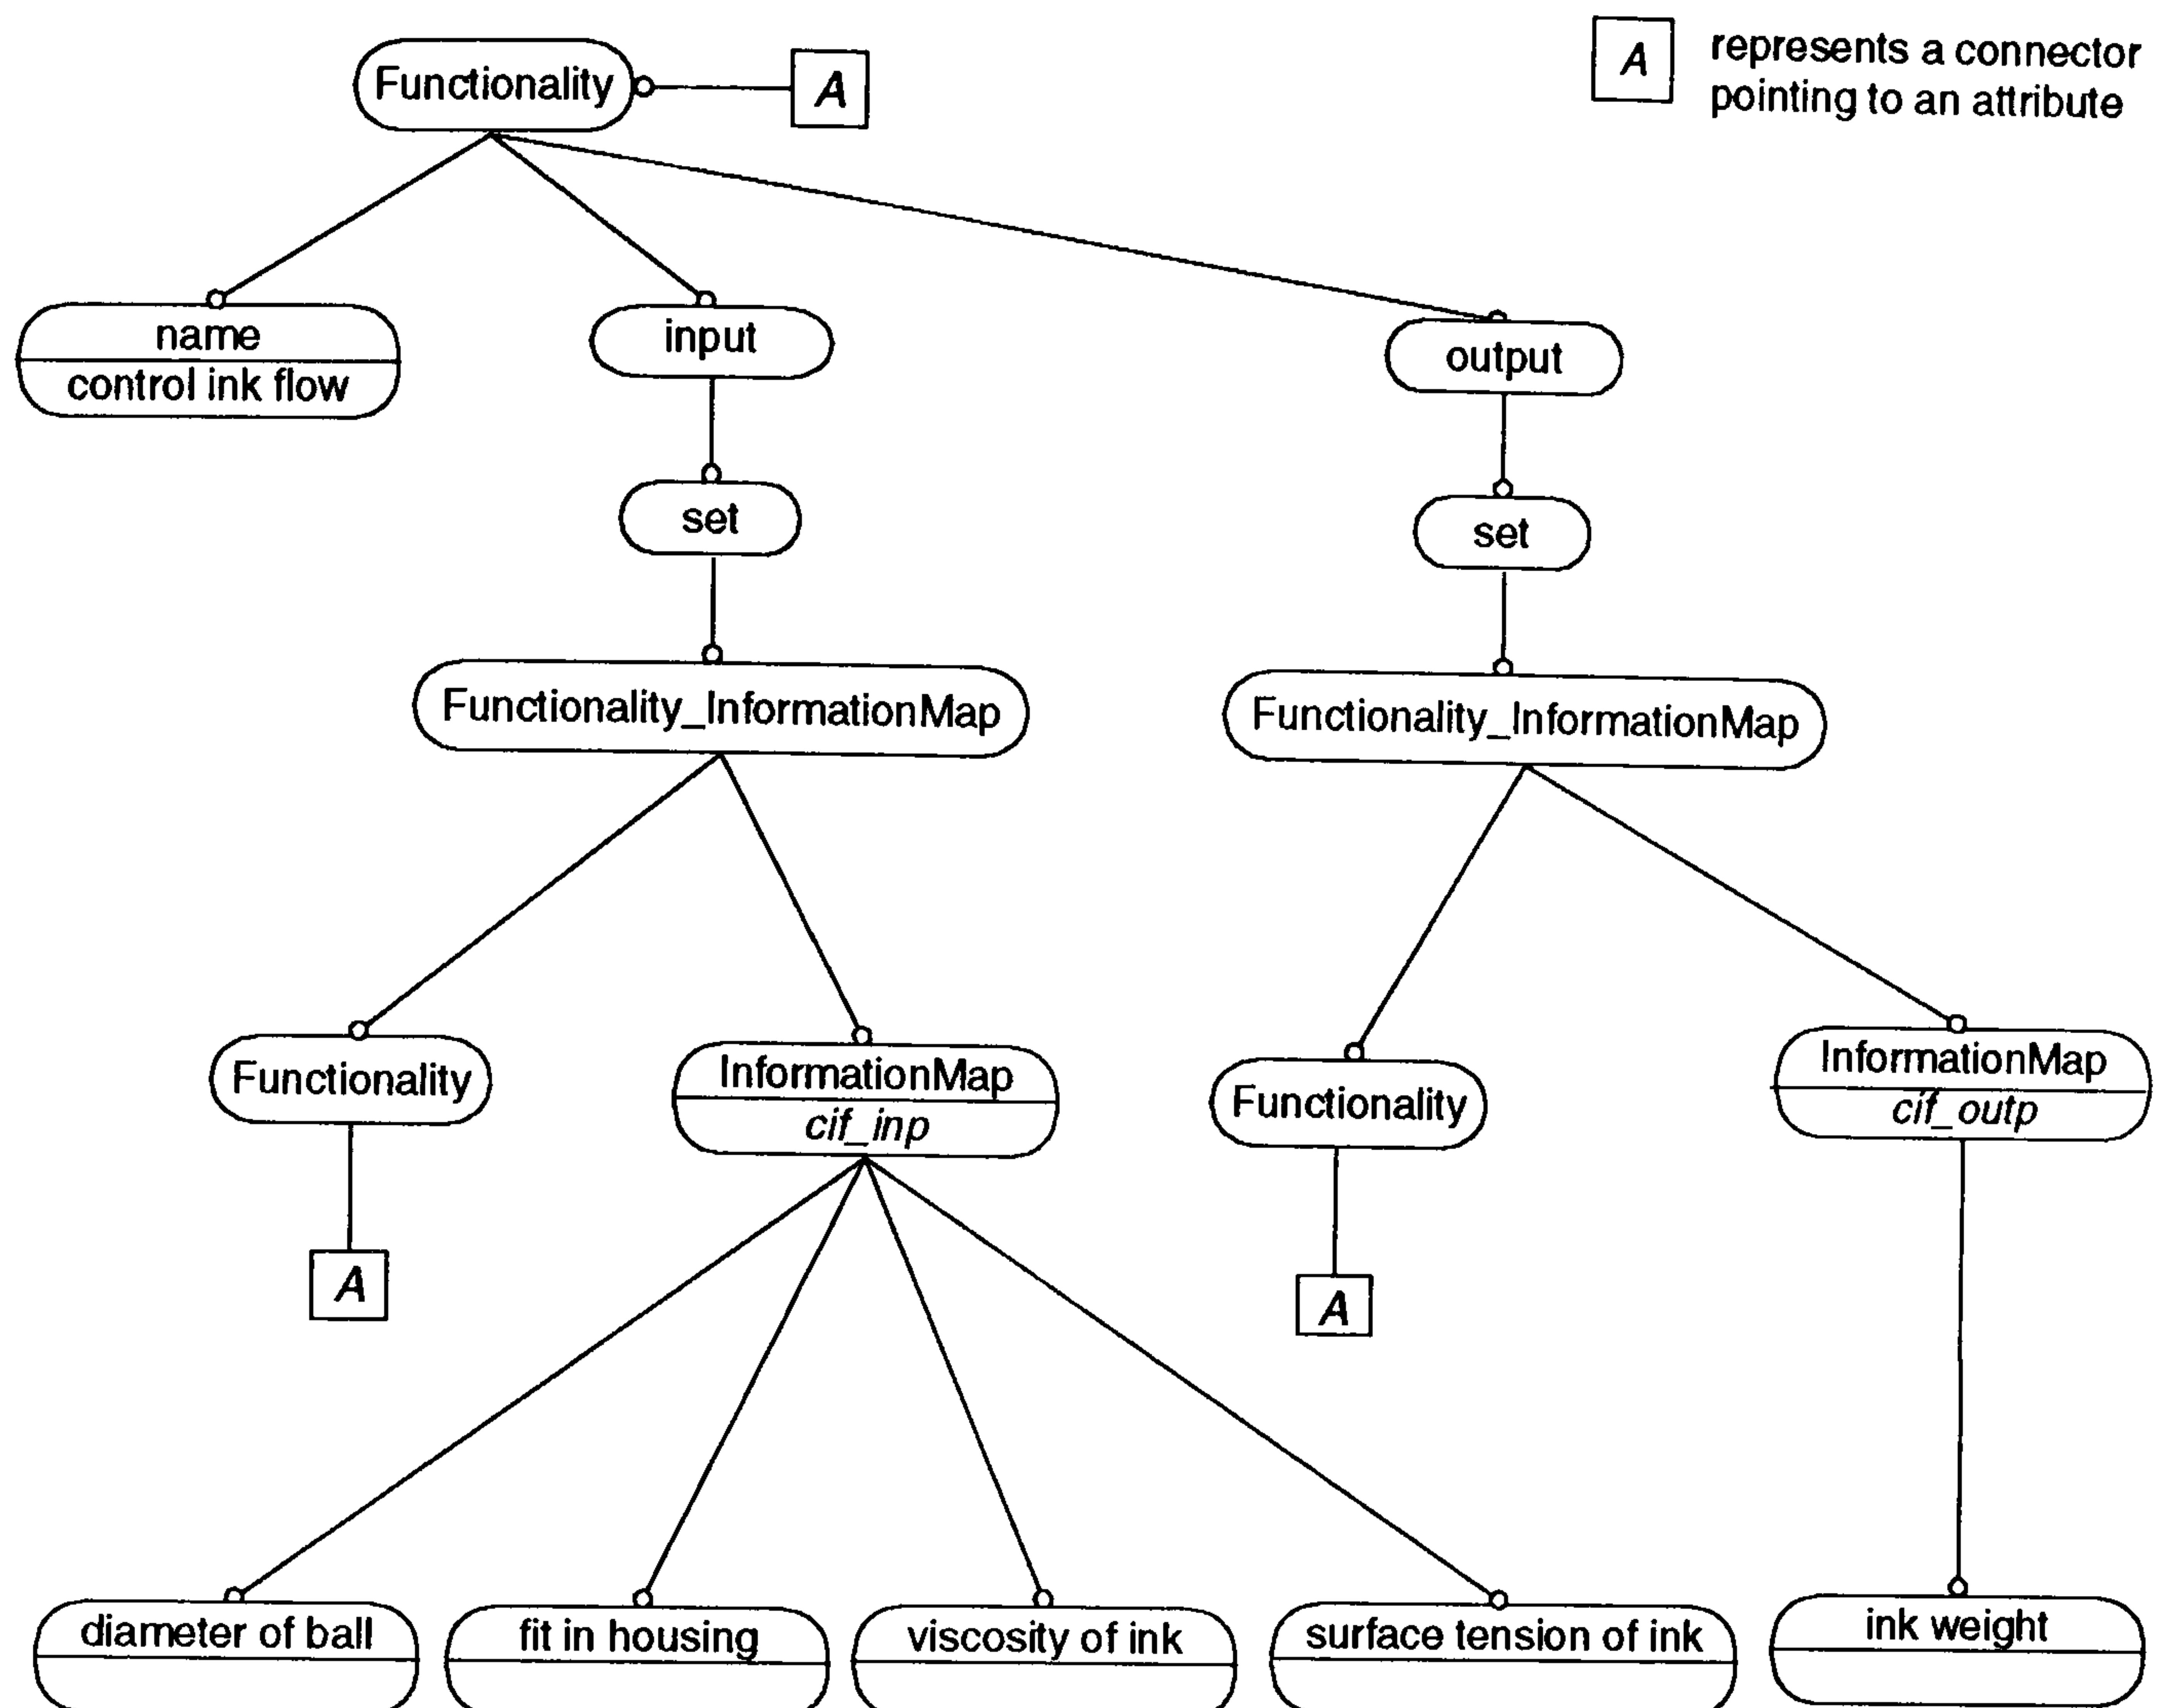 Functionality
A
A
represents a connector
pointing to an attribute
name
control ink flow
input
output
set
set
Functionality_InformationMap
Functionality_InformationMap
Functionality
InformationMap
cif_inp
Functionality
InformationMap
cif_outp
A
A
diameter of ball
fit in housing
viscosity of ink
surface tension of ink
ink weight